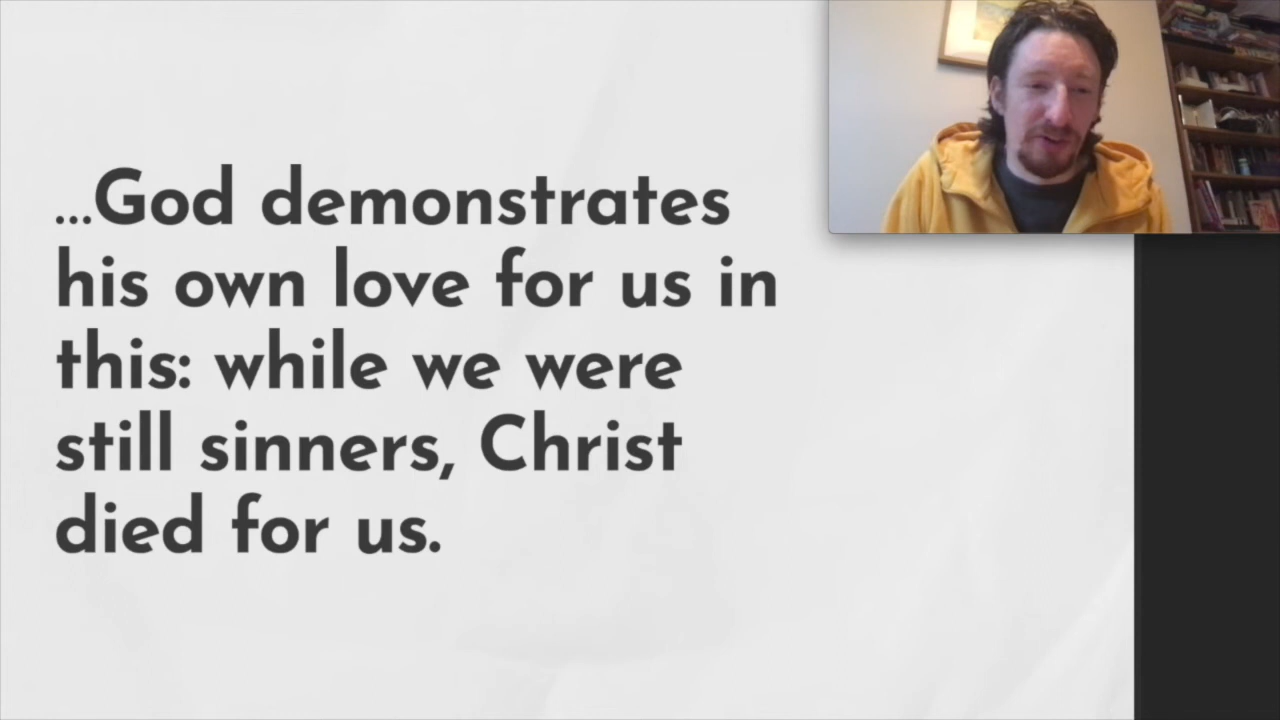 ...God demonstrates
his own love for us in
this: while we were
still sinners, Christ
died for us.